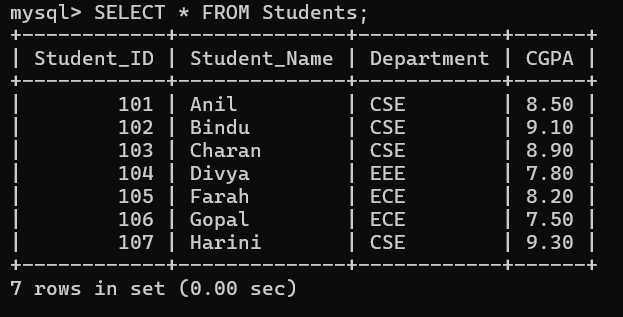 mysql> SELECT * FROM Students;
+------------+--------------+------------+------+
| Student_ID | Student_Name | Department | CGPA |
+------------+--------------+------------+------+
|        101 | Anil         | CSE        | 8.50 |
|        102 | Bindu        | CSE        | 9.10 |
|        103 | Charan       | CSE        | 8.90 |
|        104 | Divya        | EEE        | 7.80 |
|        105 | Farah        | ECE        | 8.20 |
|        106 | Gopal        | ECE        | 7.50 |
|        107 | Harini       | CSE        | 9.30 |
+------------+--------------+------------+------+
7 rows in set (0.00 sec)